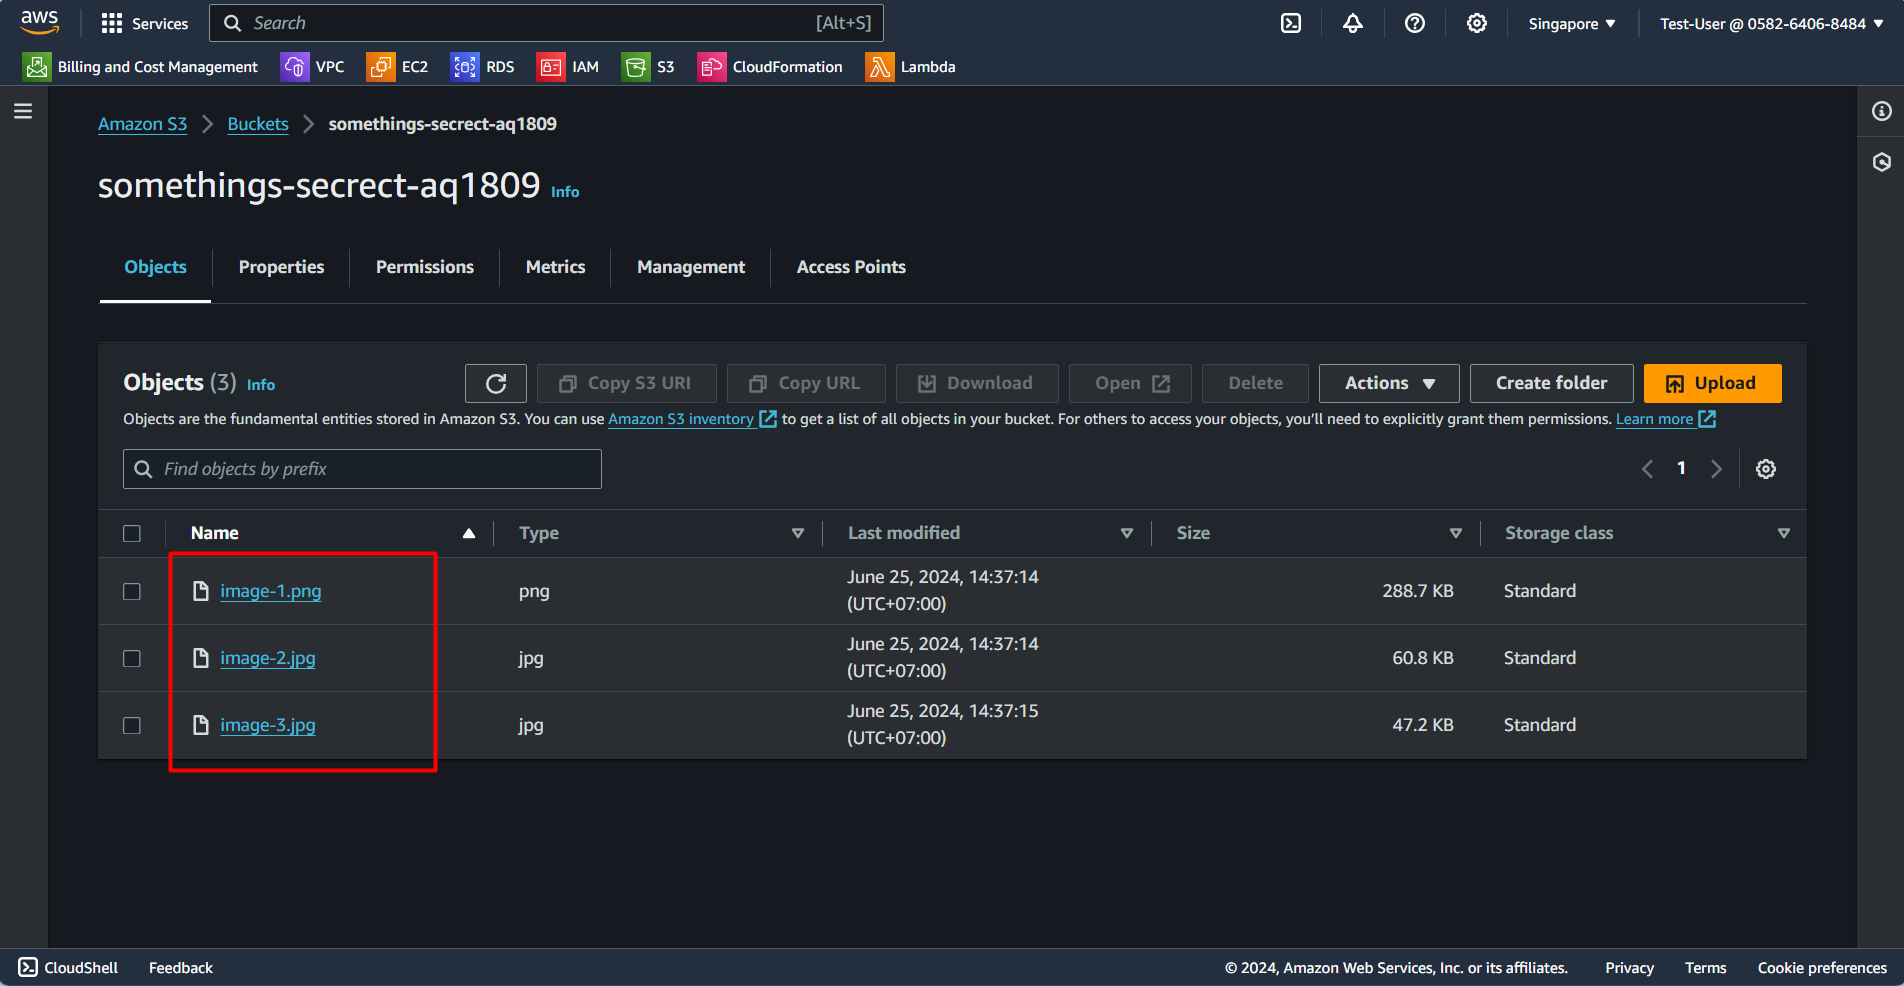 aws Services Search [Alt+S] Singapore Test-User @ 0582-6406-8484
Billing and Cost Management VPC EC2 RDS IAM S3 CloudFormation Lambda
Amazon S3 Buckets somethings-secrect-aq1809
somethings-secrect-aq1809 Info
Objects Properties Permissions Metrics Management Access Points
Objects (3) Info Copy S3 URI Copy URL Download Open Delete Actions Create folder Upload
Objects are the fundamental entities stored in Amazon S3. You can use Amazon S3 inventory to get a list of all objects in your bucket. For others to access your objects, you'll need to explicitly grant them permissions. Learn more
Find objects by prefix 1
Name Type Last modified Size Storage class
image-1.png png June 25, 2024, 14:37:14 (UTC+07:00) 288.7 KB Standard
image-2.jpg jpg June 25, 2024, 14:37:14 (UTC+07:00) 60.8 KB Standard
image-3.jpg jpg June 25, 2024, 14:37:15 (UTC+07:00) 47.2 KB Standard
CloudShell Feedback © 2024, Amazon Web Services, Inc. or its affiliates. Privacy Terms Cookie preferences